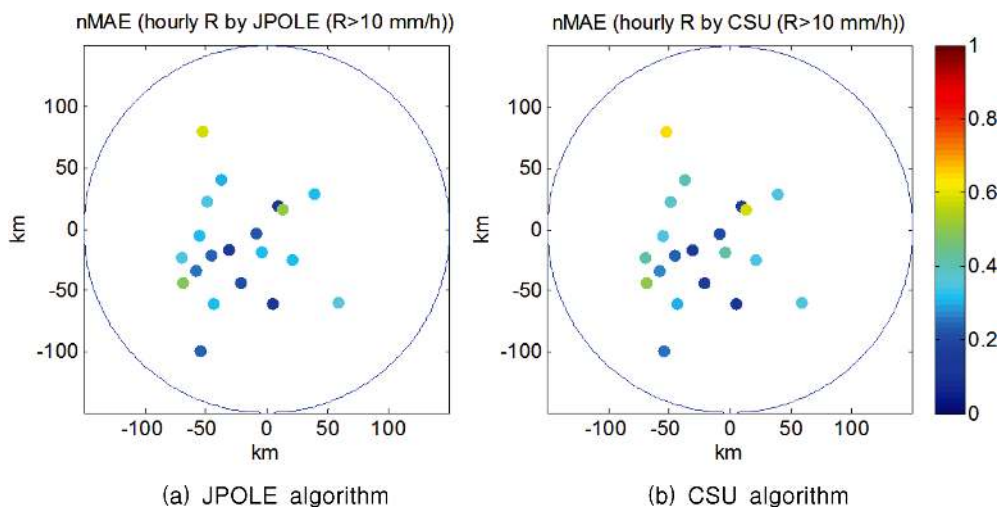 nMAE (hourly R by JPOLE (R>10 mm/h))
nMAE (hourly R by CSU (R>10 mm/h))
100
50
0
-50
-100
km
-100 -50 0 50 100
km
100
50
0
-50
-100
km
-100 -50 0 50 100
km
1
0.8
0.6
0.4
0.2
0
(a) JPOLE algorithm
(b) CSU algorithm